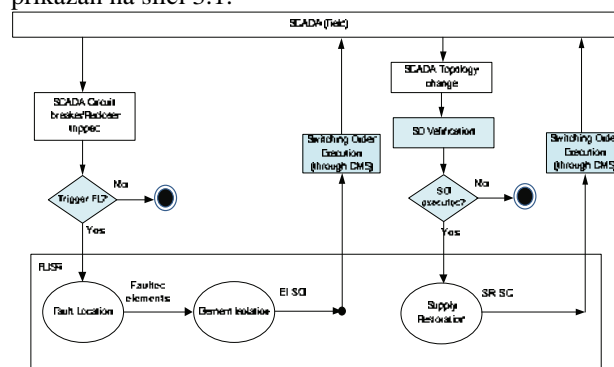 prikazan na slici 3.1.
SCADA (Field)
SCADA Circuit
breaker/Recloser
tripped
Trigger FL?
No
Yes
Switching Order
Execution
(through DMS)
SCADA Topology
change
SO Verification
SO
executed?
No
Yes
Switching Order
Execution
(through DMS)
FLISR
Fault Location
Faulted
elements
Element Isolation
EI SO
Supply
Restoration
SR SO